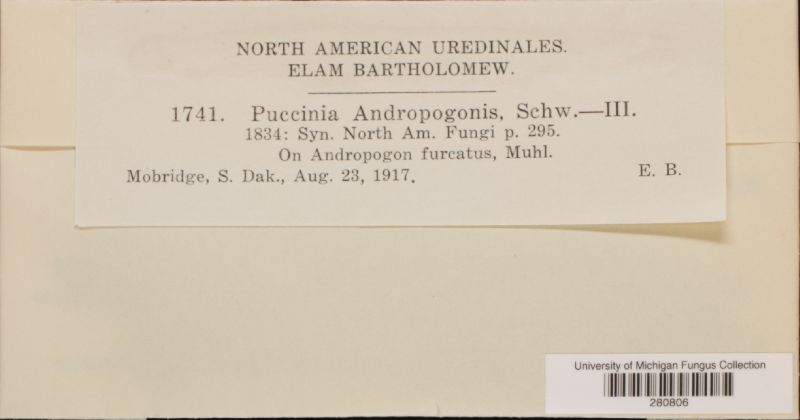 NORTH AMERICAN UREDINALES.
ELAM BARTHOLOMEW.
1741. Puccinia Andropogonis, Schw.—III.
1834: Syn. North Am. Fungi p. 295.
On Andropogon furcatus, Muhl.
Mobridge, S. Dak., Aug. 23, 1917. E. B.
University of Michigan Fungus Collection
280806